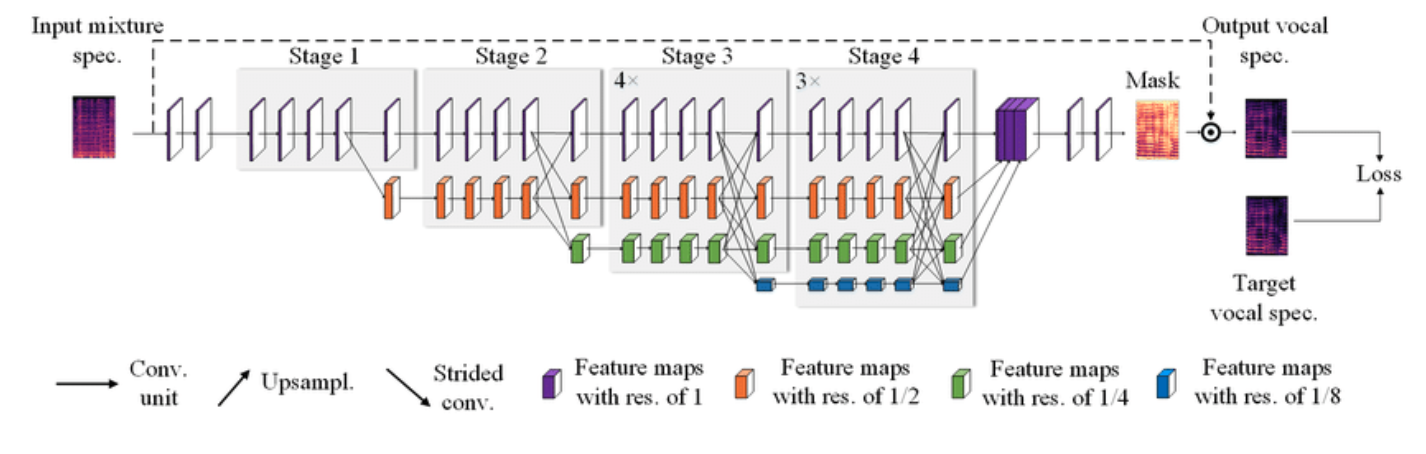 Input mixture
spec.
Stage 1
Stage 2
Stage 3
Stage 4
4×
3×
Mask
Output vocal
spec.
Loss
Target
vocal spec.
Conv.
unit
Upsampl.
Strided
conv.
Feature maps
with res. of 1
Feature maps
with res. of 1/2
Feature maps
with res. of 1/4
Feature maps
with res. of 1/8